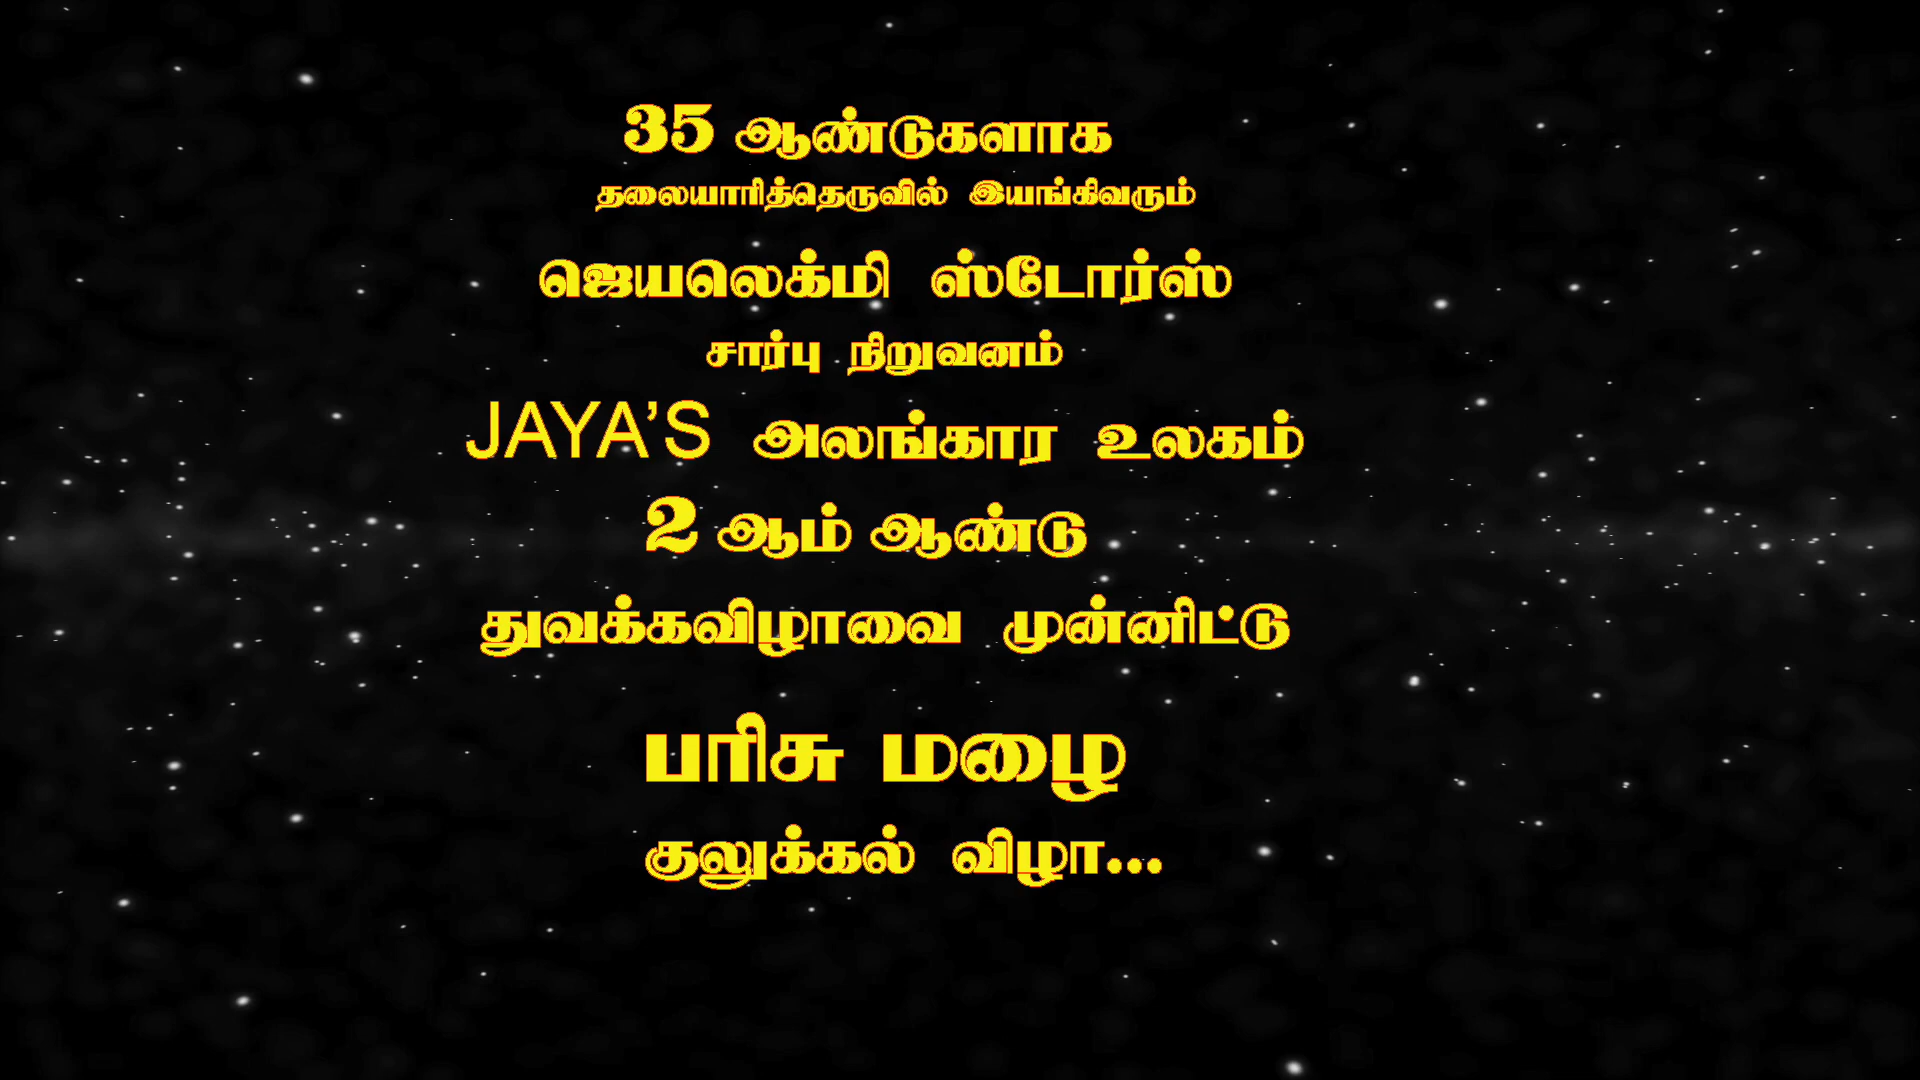 35 ஆண்டுகளாக
தலையாரித்தெருவில் இயங்கிவரும்
ஜெயலெக்மி ஸ்டோர்ஸ்
சார்பு நிறுவனம்
JAYA’S அலங்கார உலகம்
2 ஆம் ஆண்டு
துவக்கவிழாவை முன்னிட்டு
பரிசு மழை
குலுக்கல் விழா...